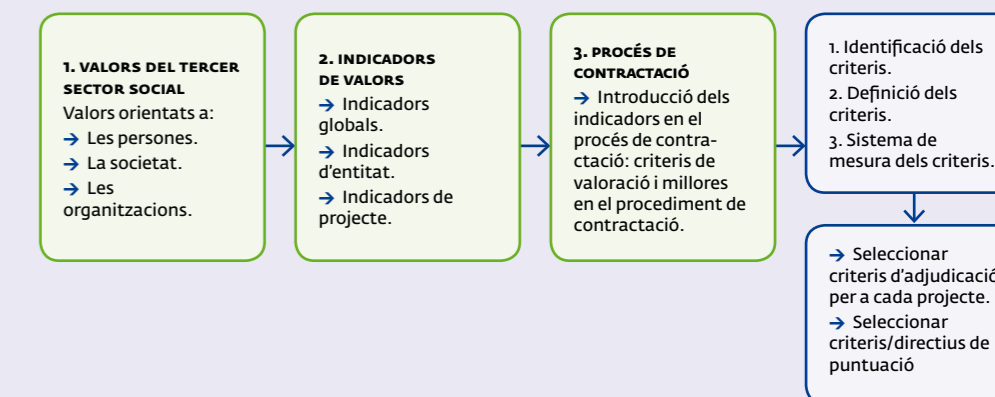 1. VALORS DEL TERCER
SECTOR SOCIAL
Valors orientats a:
→ Les persones.
→ La societat.
→ Les
organitzacions.
2. INDICADORS
DE VALORS
→ Indicadors
globals.
→ Indicadors
d'entitat.
→ Indicadors de
projecte.
3. PROCÉS DE
CONTRACTACIÓ
→ Introducció dels
indicadors en el
procés de contra-
ctació: criteris de
valoració i millores
en el procediment de
contractació.
1. Identificació dels
criteris.
2. Definició dels
criteris.
3. Sistema de
mesura dels criteris.
→ Seleccionar
criteris d'adjudicació
per a cada projecte.
→ Seleccionar
criteris/directius de
puntuació